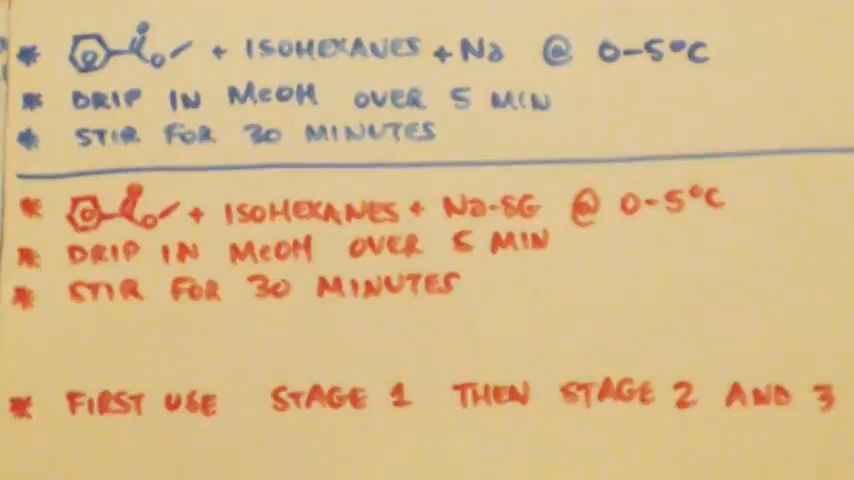 * + ISOHEXANES + Na @ 0-5°C
* DRIP IN MeOH OVER 5 MIN
* STIR FOR 30 MINUTES
* + ISOHEXANES + Na-SG @ 0-5°C
* DRIP IN MeOH OVER 5 MIN
* STIR FOR 30 MINUTES
* FIRST USE STAGE 1 THEN STAGE 2 AND 3